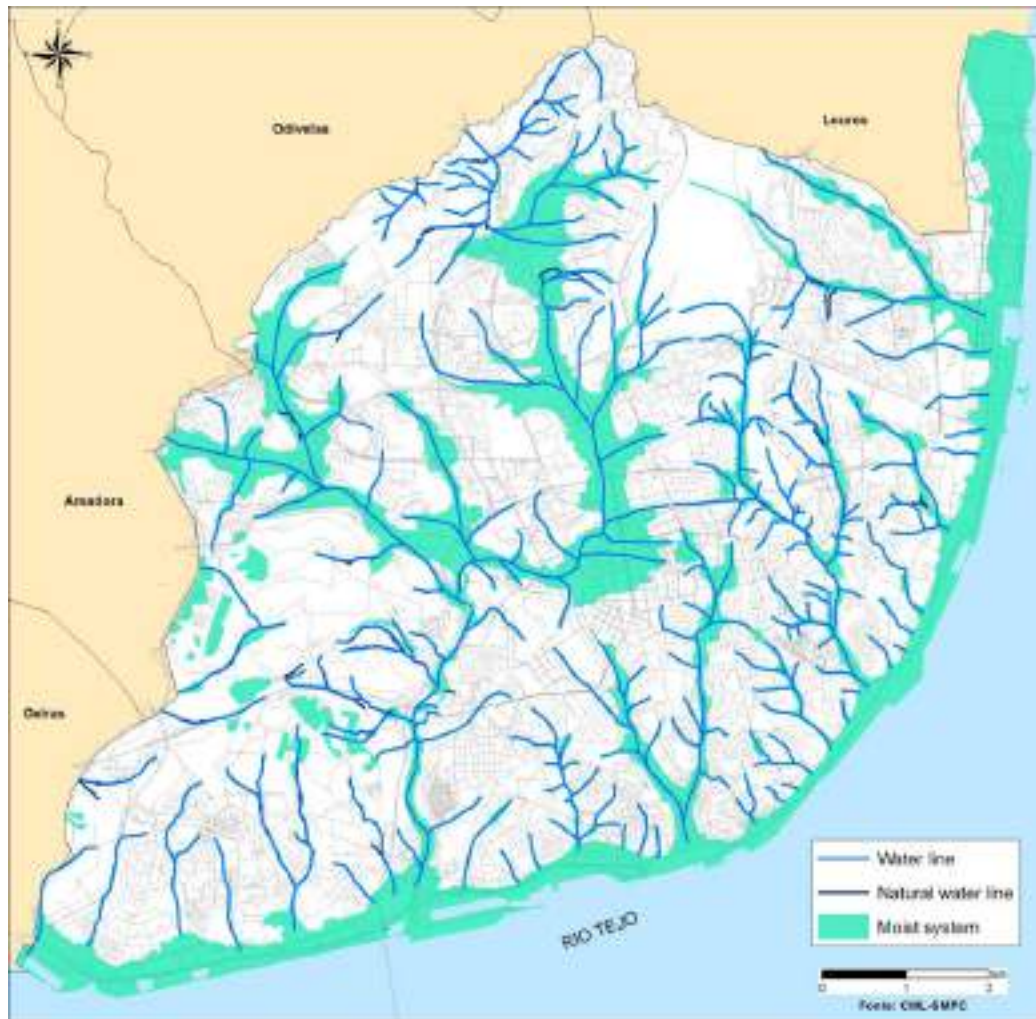 Odivelas
Loures
Amadora
Oeiras
RIO TEJO
Water line
Natural water line
Moist system
0 1 2
Fonte: CML-SMPC